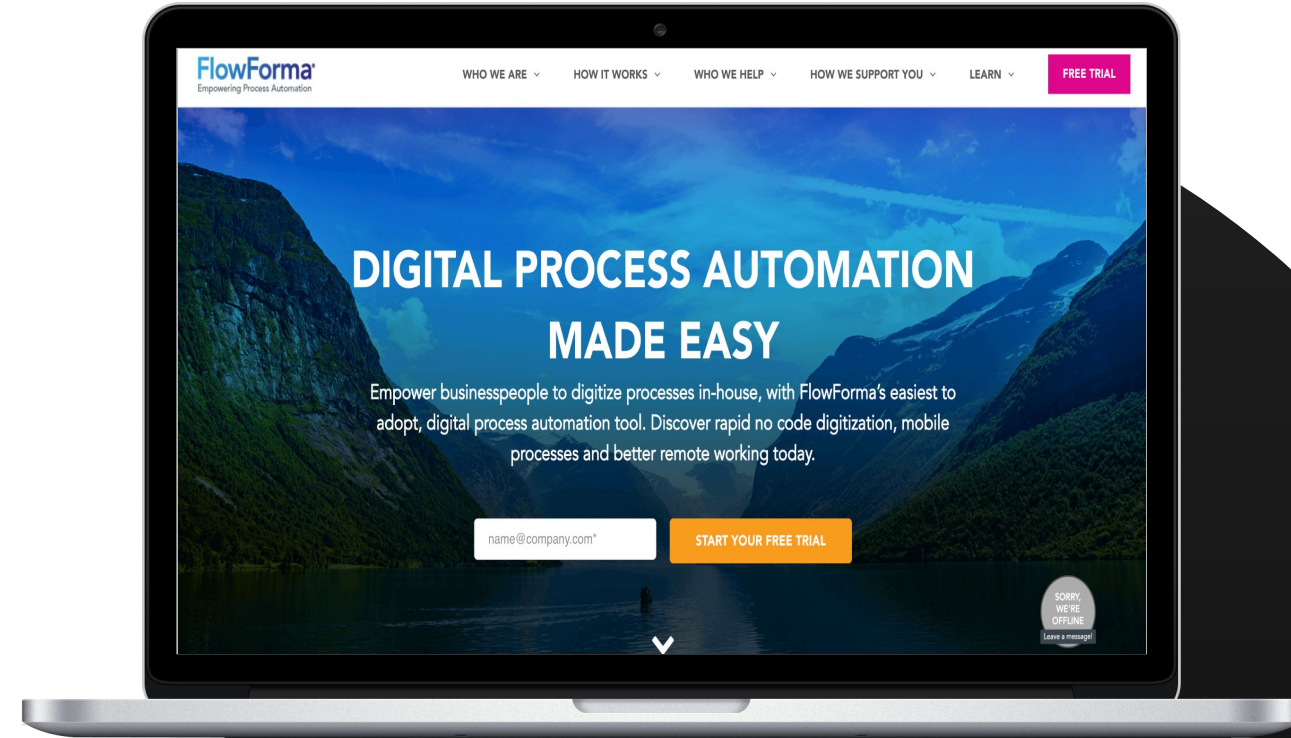 FlowForma
Empowering Process Automation
WHO WE ARE
HOW IT WORKS
WHO WE HELP
HOW WE SUPPORT YOU
LEARN
FREE TRIAL
DIGITAL PROCESS AUTOMATION
MADE EASY
Empower businesspeople to digitize processes in-house, with FlowForma's easiest to
adopt, digital process automation tool. Discover rapid no code digitization, mobile
processes and better remote working today.
name@company.com*
START YOUR FREE TRIAL
SORRY,
WE'RE
OFFLINE
Leave a message!